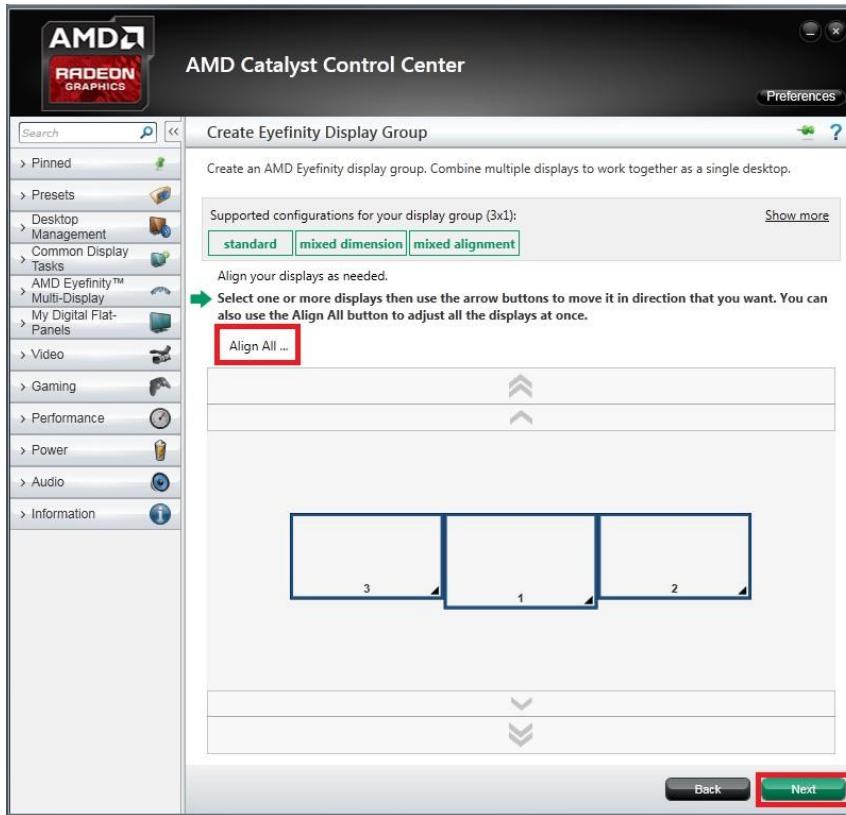 AMD
RADEON
GRAPHICS
AMD Catalyst Control Center
Preferences
Search
Create Eyefinity Display Group
?
Pinned
Presets
Desktop
Management
Common Display
Tasks
AMD Eyefinity™
Multi-Display
My Digital Flat-
Panels
Video
Gaming
Performance
Power
Audio
Information
Create an AMD Eyefinity display group. Combine multiple displays to work together as a single desktop.
Supported configurations for your display group (3x1):
Show more
standard
mixed dimension
mixed alignment
Align your displays as needed.
Select one or more displays then use the arrow buttons to move it in direction that you want. You can
also use the Align All button to adjust all the displays at once.
Align All ...
3
1
2
Back
Next